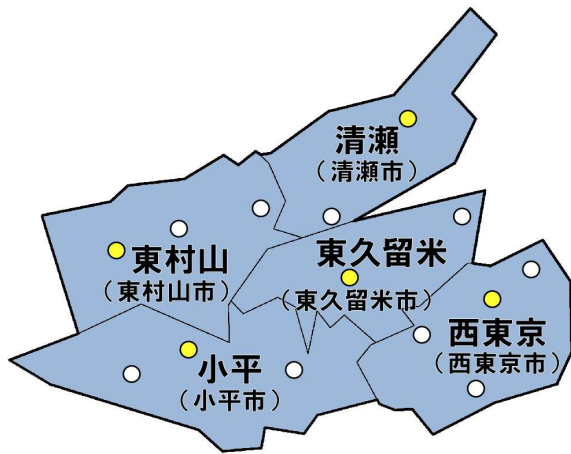 清瀬
（清瀬市）
東村山
（東村山市）
東久留米
（東久留米市）
西東京
（西東京市）
小平
（小平市）